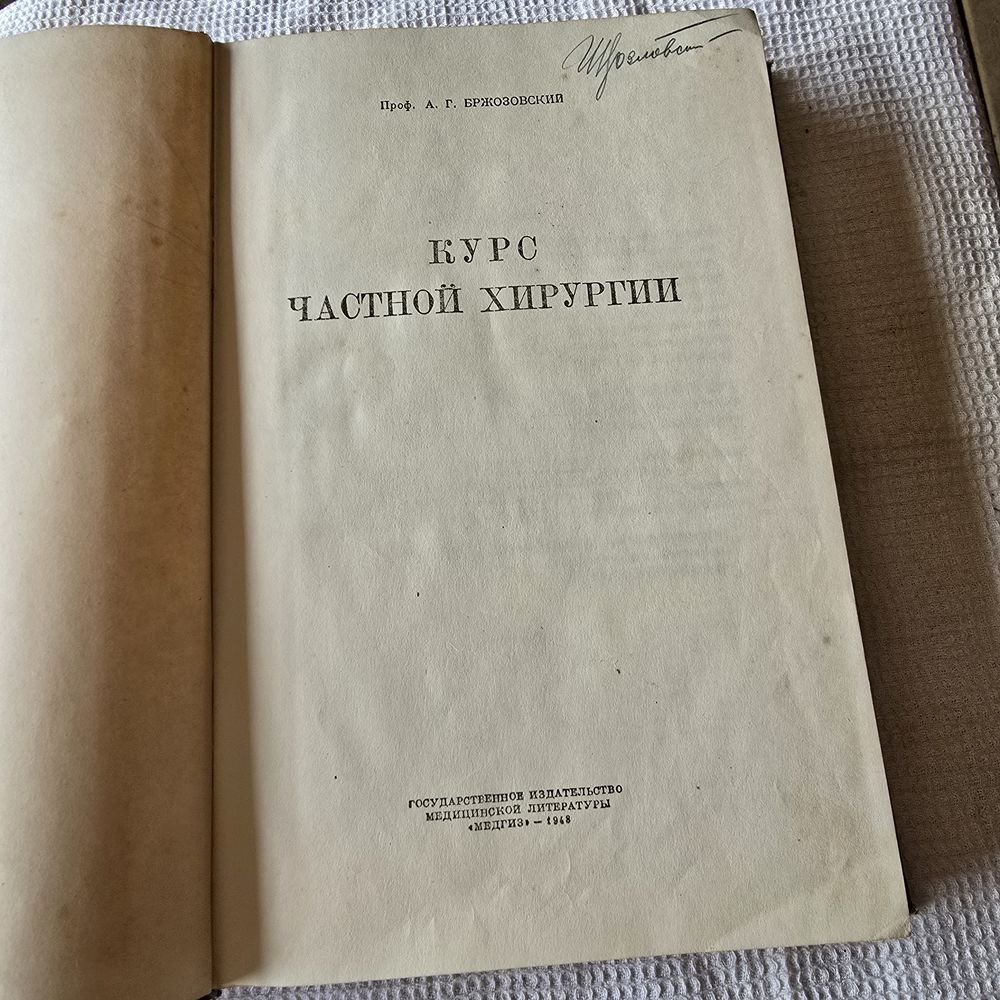 Проф. А. Г. БРЖОЗОВСКИЙ
КУРС
ЧАСТНОЙ ХИРУРГИИ
ГОСУДАРСТВЕННОЕ ИЗДАТЕЛЬСТВО
МЕДИЦИНСКОЙ ЛИТЕРАТУРЫ
«МЕДГИЗ» — 1948